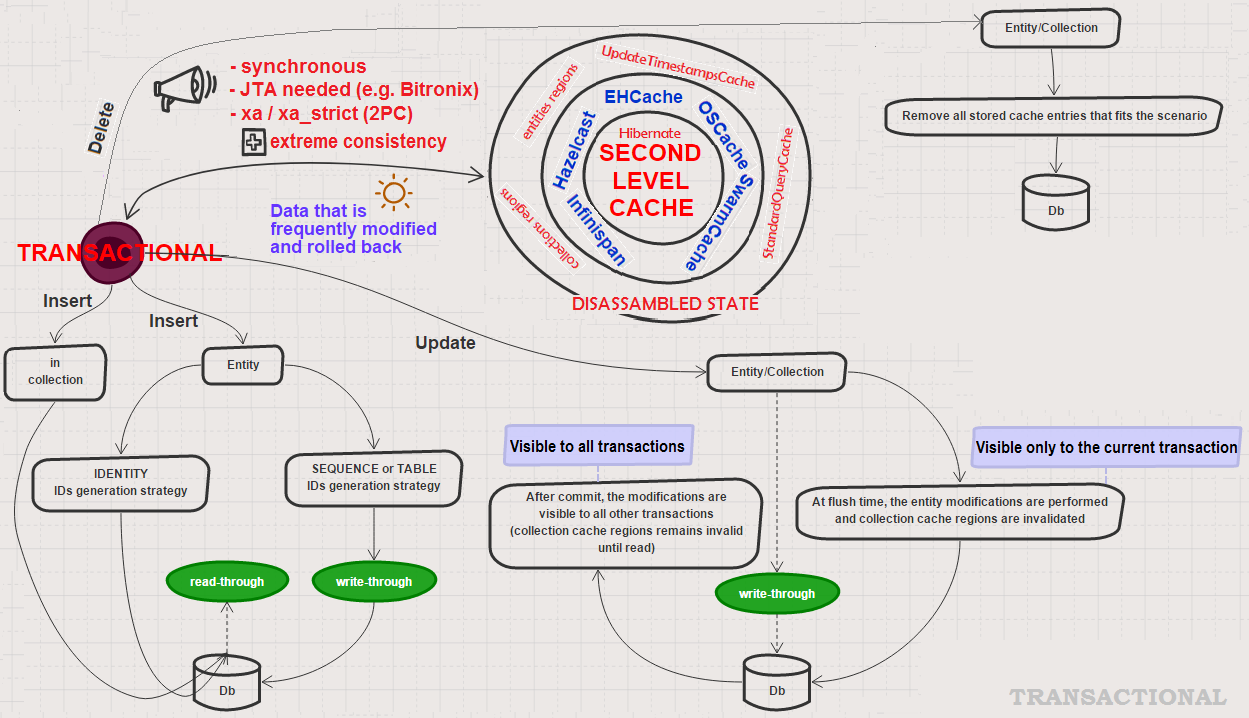 Entity/Collection
Remove all stored cache entries that fits the scenario
Db
Delete
- synchronous
- JTA needed (e.g. Bitronix)
- xa / xa_strict (2PC)
extreme consistency
Data that is
frequently modified
and rolled back
UpdateTimestampsCache
entities regions
StandardQueryCache
collections regions
EHCache
OSCache
Hazelcast
SwarmCache
Infinispan
Hibernate
SECOND
LEVEL
CACHE
DISASSAMBLED STATE
TRANSACTIONAL
Insert
Insert
Update
in
collection
Entity
Entity/Collection
IDENTITY
IDs generation strategy
SEQUENCE or TABLE
IDs generation strategy
Visible to all transactions
Visible only to the current transaction
After commit, the modifications are
visible to all other transactions
(collection cache regions remains invalid
until read)
At flush time, the entity modifications are performed
and collection cache regions are invalidated
read-through
write-through
write-through
Db
Db
TRANSACTIONAL